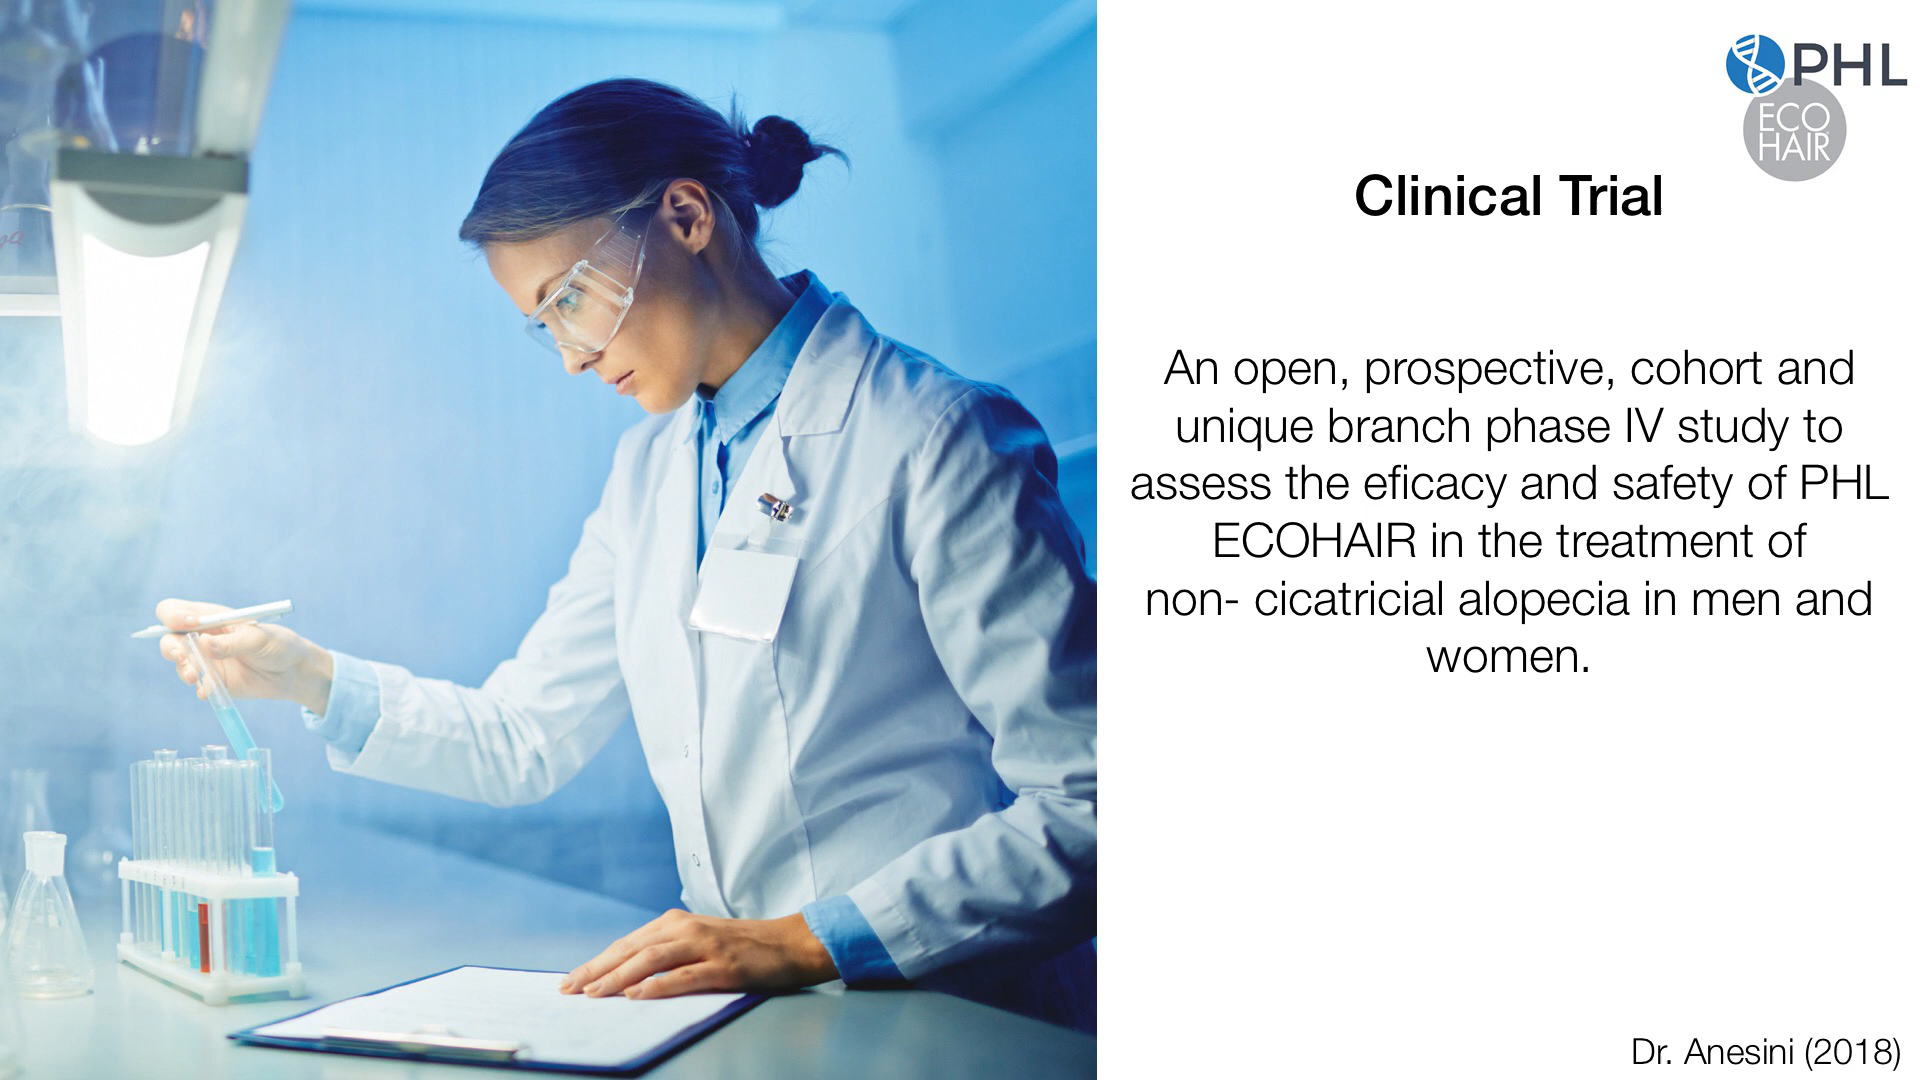 PHL
ECO
HAIR
Clinical Trial
An open, prospective, cohort and
unique branch phase IV study to
assess the eficacy and safety of PHL
ECOHAIR in the treatment of
non- cicatricial alopecia in men and
women.
Dr. Anesini (2018)